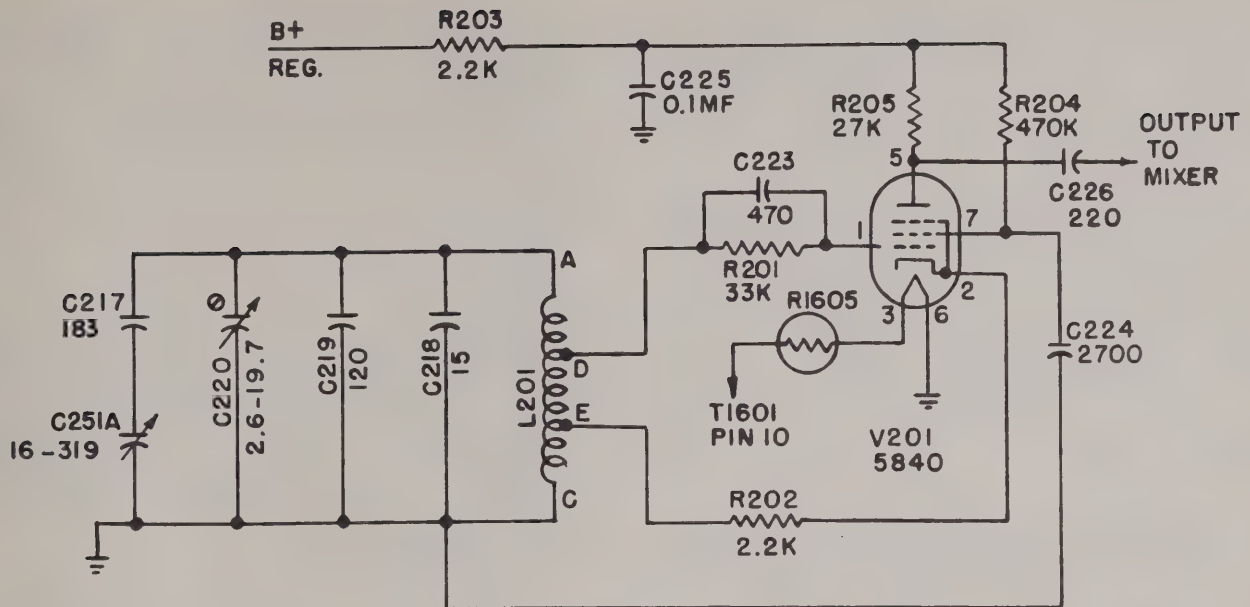 B+
REG.
R203
2.2K
C225
0.1MF
R205
27K
R204
470K
OUTPUT
TO
MIXER
5
C226
220
C223
470
R201
33K
1
7
2
3
6
R1605
T1601
PIN 10
V201
5840
C224
2700
A
D
E
C
L201
C217
183
C251A
16-319
Ø
C220
2.6-19.7
C219
120
C218
15
R202
2.2K